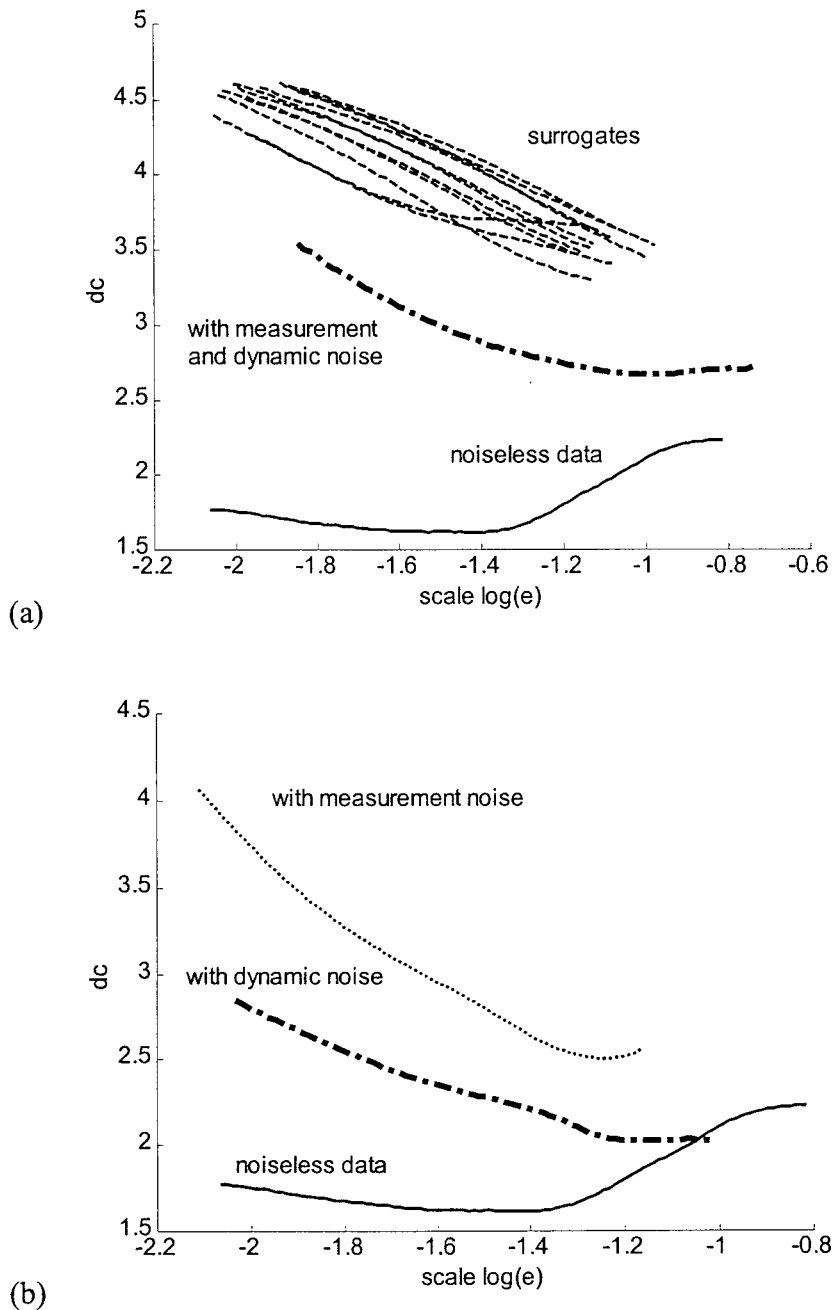 5
4.5
4
3.5
3
2.5
2
1.5
dc
surrogates
with measurement
and dynamic noise
noiseless data
-2.2 -2 -1.8 -1.6 -1.4 -1.2 -1 -0.8 -0.6
scale log(e)
(a)
4.5
4
3.5
3
2.5
2
1.5
dc
with measurement noise
with dynamic noise
noiseless data
-2.2 -2 -1.8 -1.6 -1.4 -1.2 -1 -0.8
scale log(e)
(b)